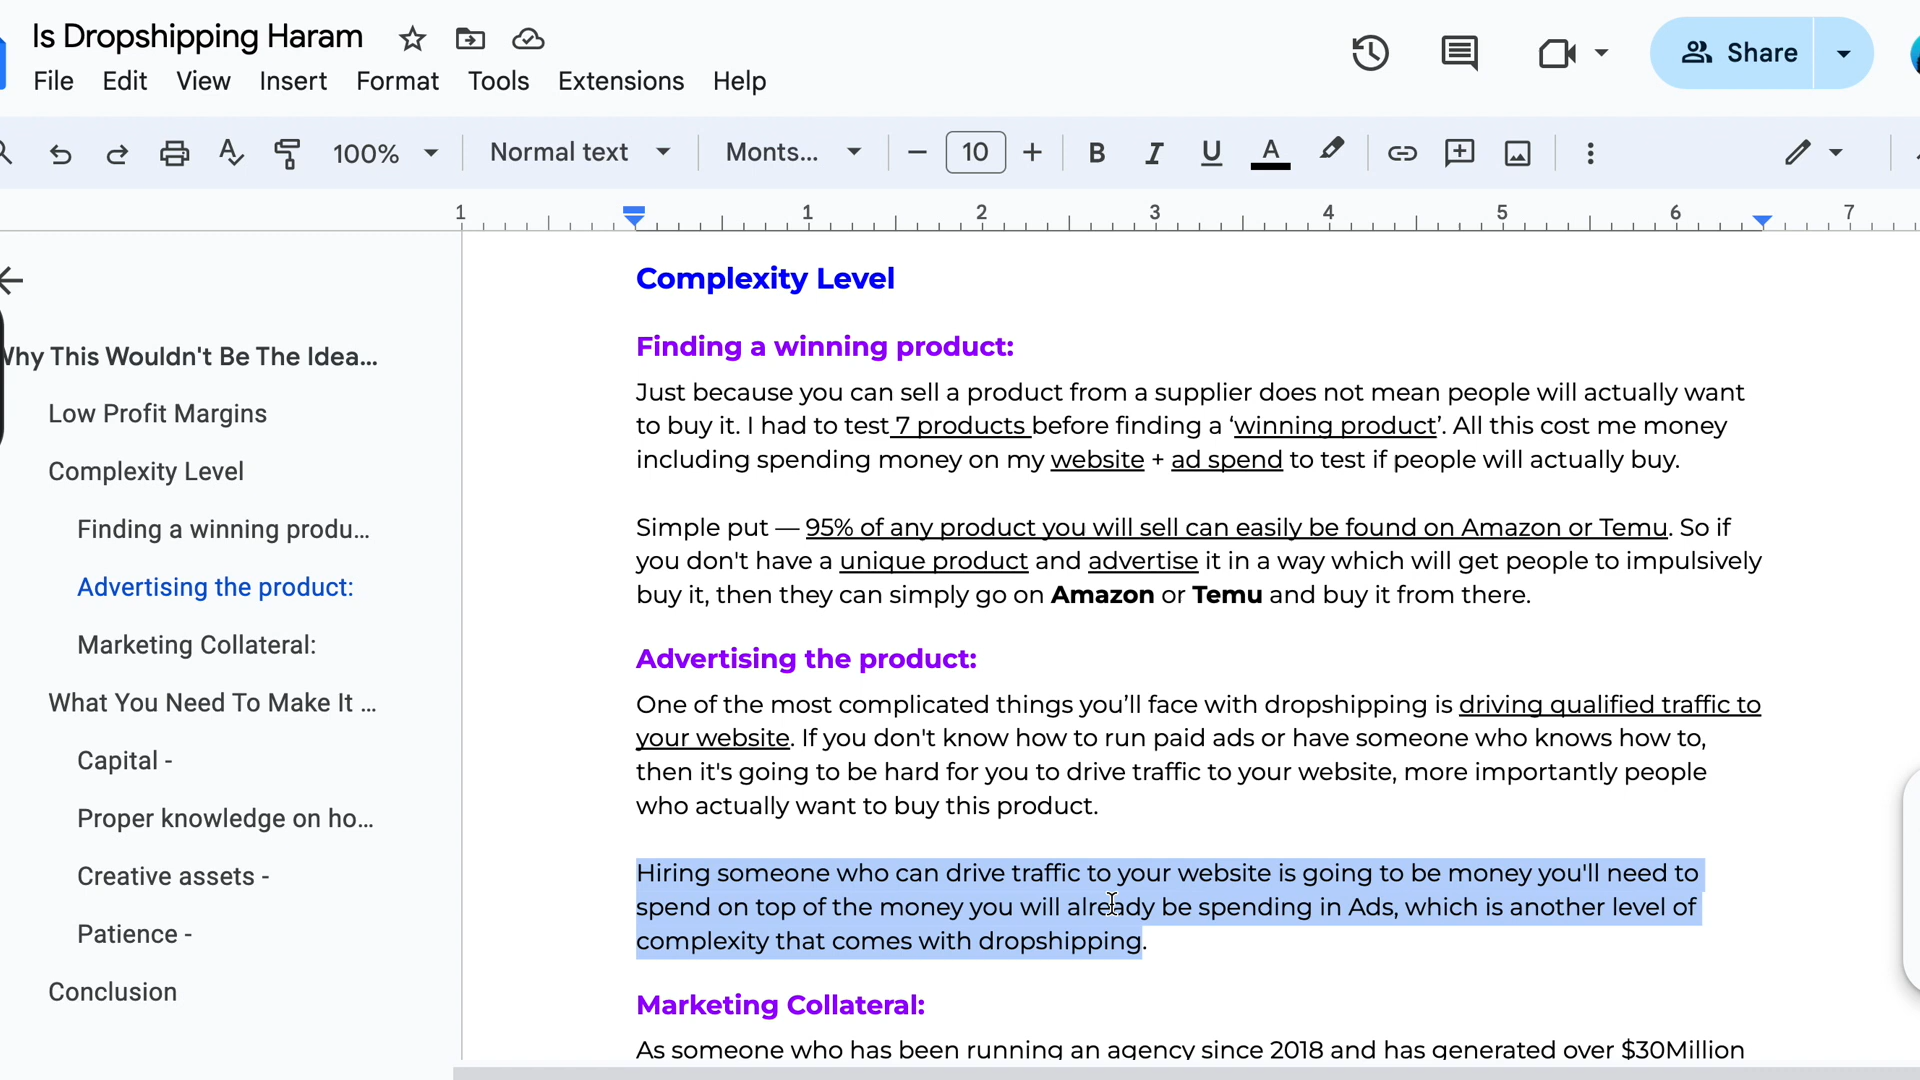 Is Dropshipping Haram
File Edit View Insert Format Tools Extensions Help
Share
100% Normal text Monts... 10 B I U A
1 1 2 3 4 5 6 7
Why This Wouldn't Be The Idea...
Low Profit Margins
Complexity Level
Finding a winning produ...
Advertising the product:
Marketing Collateral:
What You Need To Make It ...
Capital -
Proper knowledge on ho...
Creative assets -
Patience -
Conclusion
Complexity Level
Finding a winning product:
Just because you can sell a product from a supplier does not mean people will actually want
to buy it. I had to test 7 products before finding a ‘winning product’. All this cost me money
including spending money on my website + ad spend to test if people will actually buy.
Simple put — 95% of any product you will sell can easily be found on Amazon or Temu. So if
you don't have a unique product and advertise it in a way which will get people to impulsively
buy it, then they can simply go on Amazon or Temu and buy it from there.
Advertising the product:
One of the most complicated things you’ll face with dropshipping is driving qualified traffic to
your website. If you don't know how to run paid ads or have someone who knows how to,
then it's going to be hard for you to drive traffic to your website, more importantly people
who actually want to buy this product.
Hiring someone who can drive traffic to your website is going to be money you'll need to
spend on top of the money you will already be spending in Ads, which is another level of
complexity that comes with dropshipping.
Marketing Collateral:
As someone who has been running an agency since 2018 and has generated over $30Million